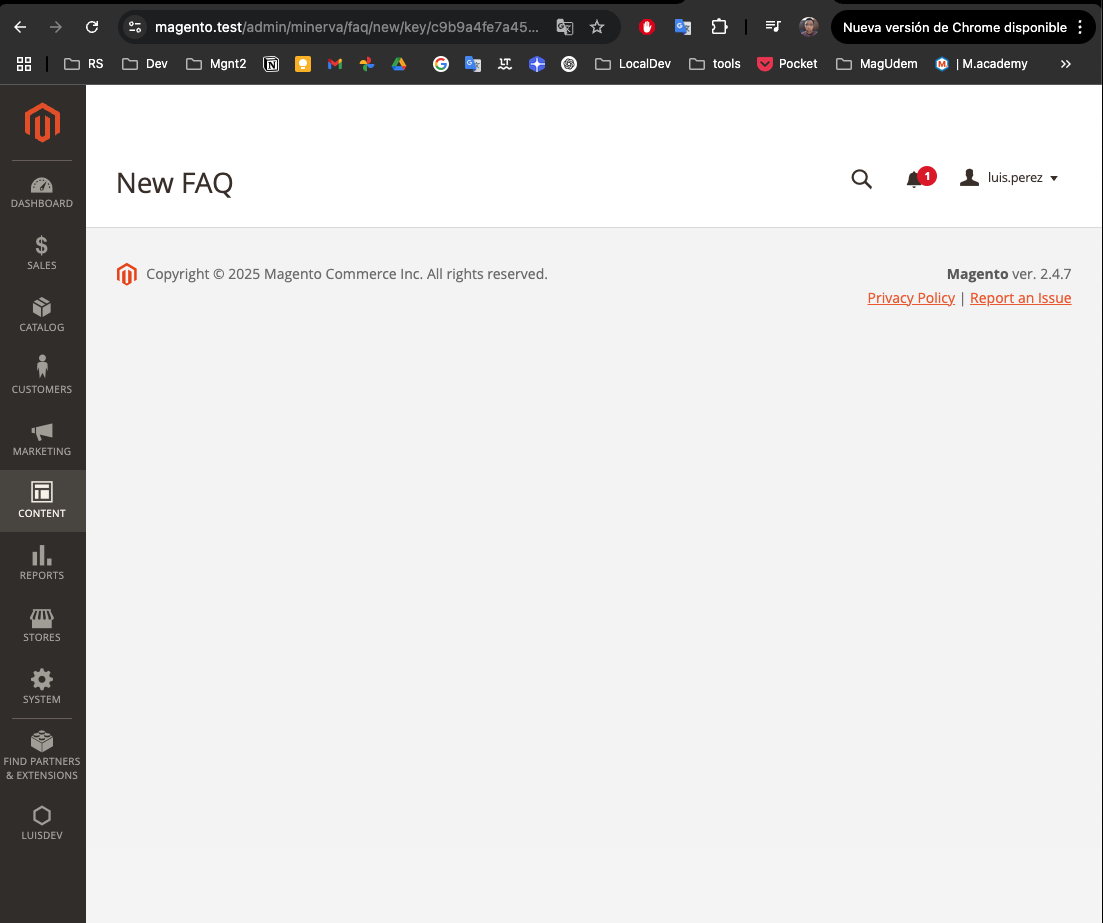 magento.test/admin/minerva/faq/new/key/c9b9a4fe7a45...
Nueva versión de Chrome disponible
RS
Dev
Mgnt2
LocalDev
tools
Pocket
MagUdem
| M.academy
New FAQ
1
luis.perez
DASHBOARD
SALES
CATALOG
CUSTOMERS
MARKETING
CONTENT
REPORTS
STORES
SYSTEM
FIND PARTNERS
& EXTENSIONS
LUISDEV
Copyright © 2025 Magento Commerce Inc. All rights reserved.
Magento ver. 2.4.7
Privacy Policy | Report an Issue